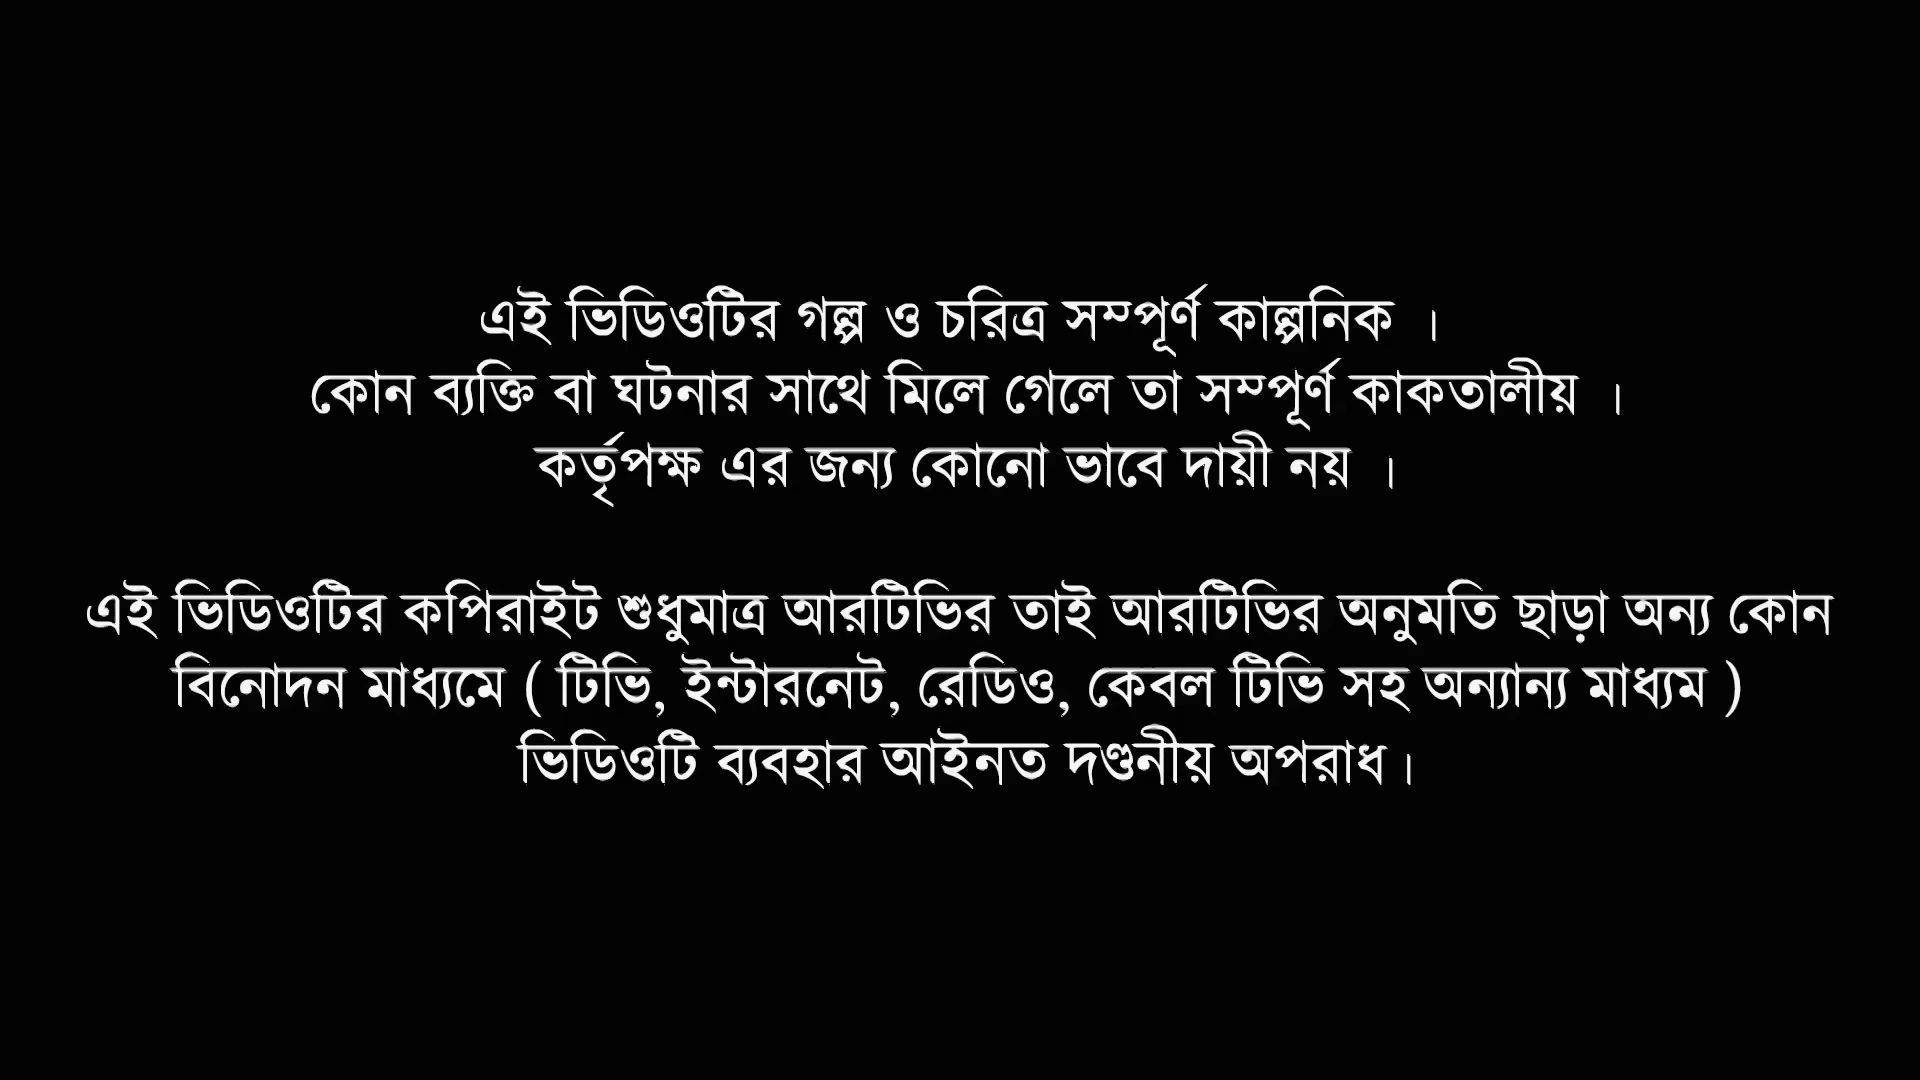 এই ভিডিওটির গল্প ও চরিত্র সম্পূর্ণ কাল্পনিক ।
কোন ব্যক্তি বা ঘটনার সাথে মিলে গেলে তা সম্পূর্ণ কাকতালীয় ।
কর্তৃপক্ষ এর জন্য কোনো ভাবে দায়ী নয় ।
এই ভিডিওটির কপিরাইট শুধুমাত্র আরটিভির তাই আরটিভির অনুমতি ছাড়া অন্য কোন
বিনোদন মাধ্যমে ( টিভি, ইন্টারনেট, রেডিও, কেবল টিভি সহ অন্যান্য মাধ্যম )
ভিডিওটি ব্যবহার আইনত দণ্ডনীয় অপরাধ।